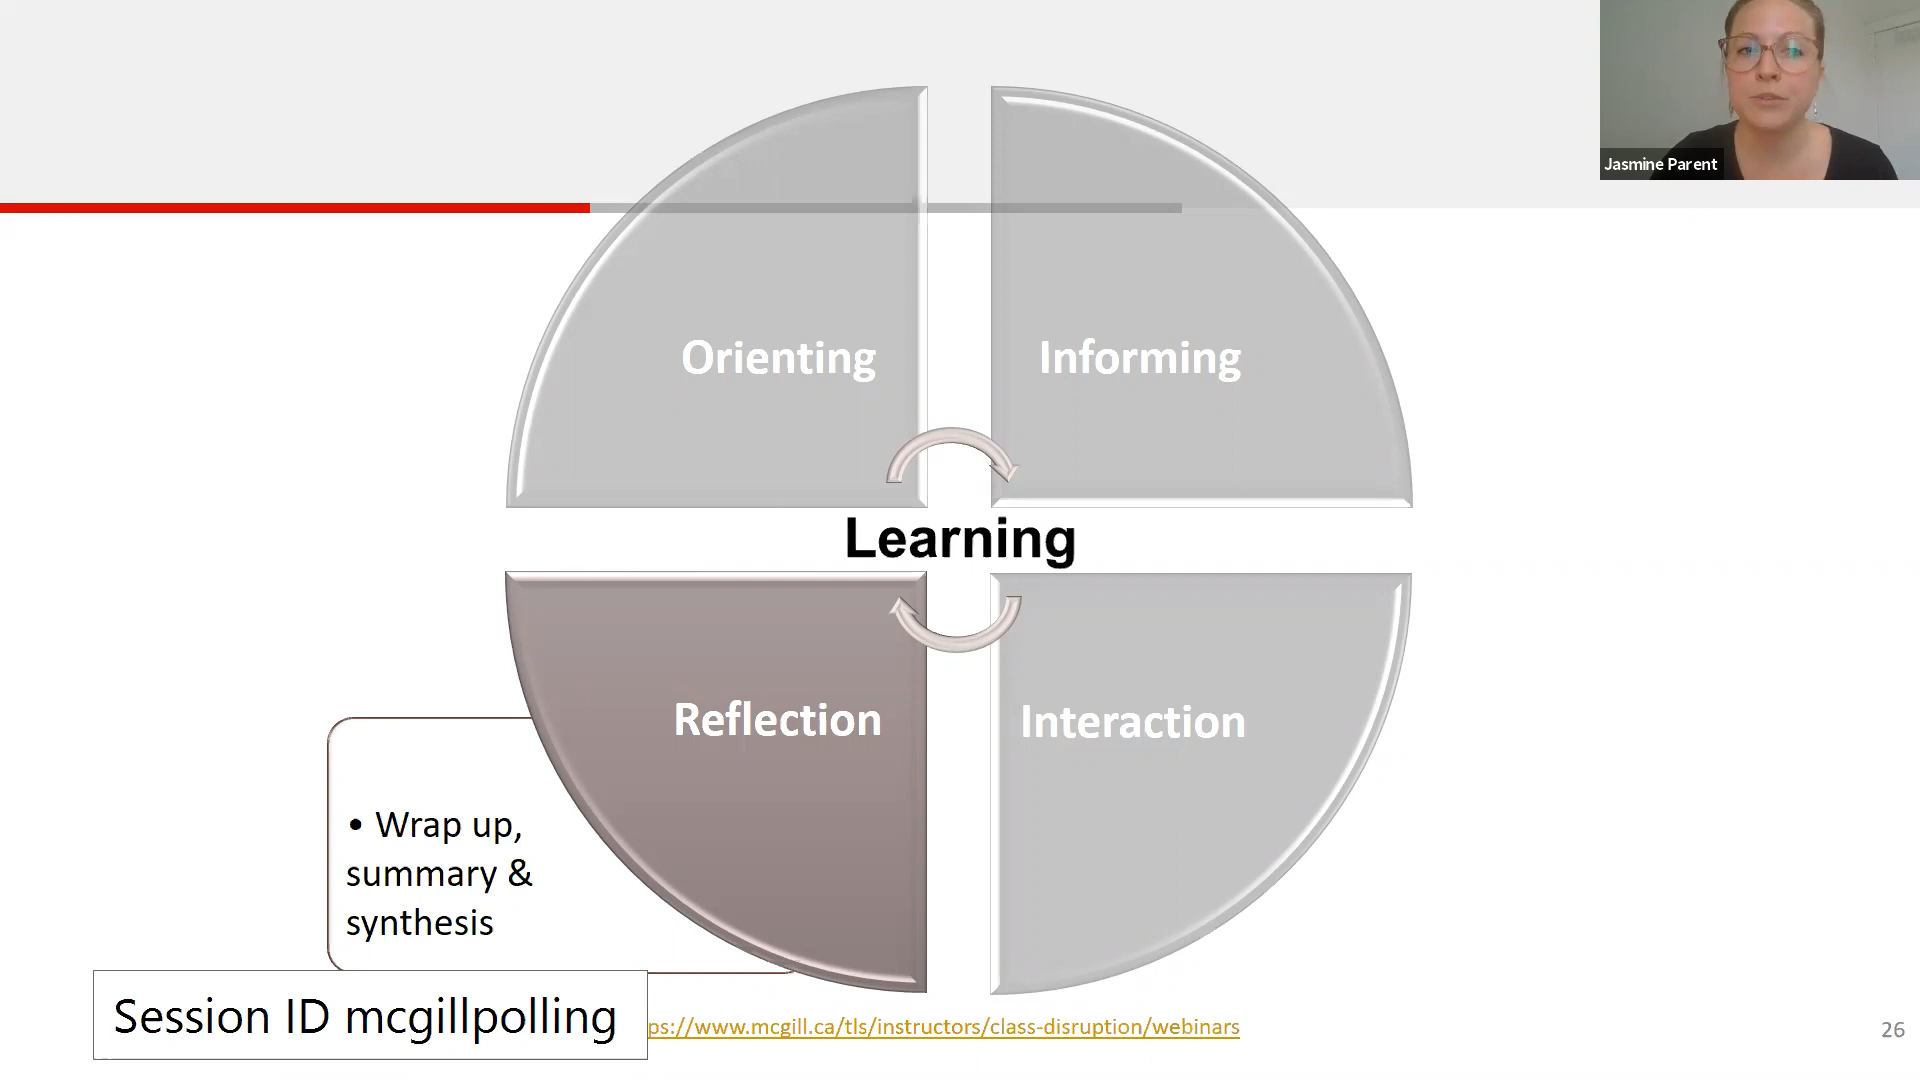 Jasmine Parent
Orienting
Informing
Learning
Reflection
Interaction
• Wrap up,
summary &
synthesis
Session ID mcgillpolling
ps://www.mcgill.ca/tls/instructors/class-disruption/webinars
26